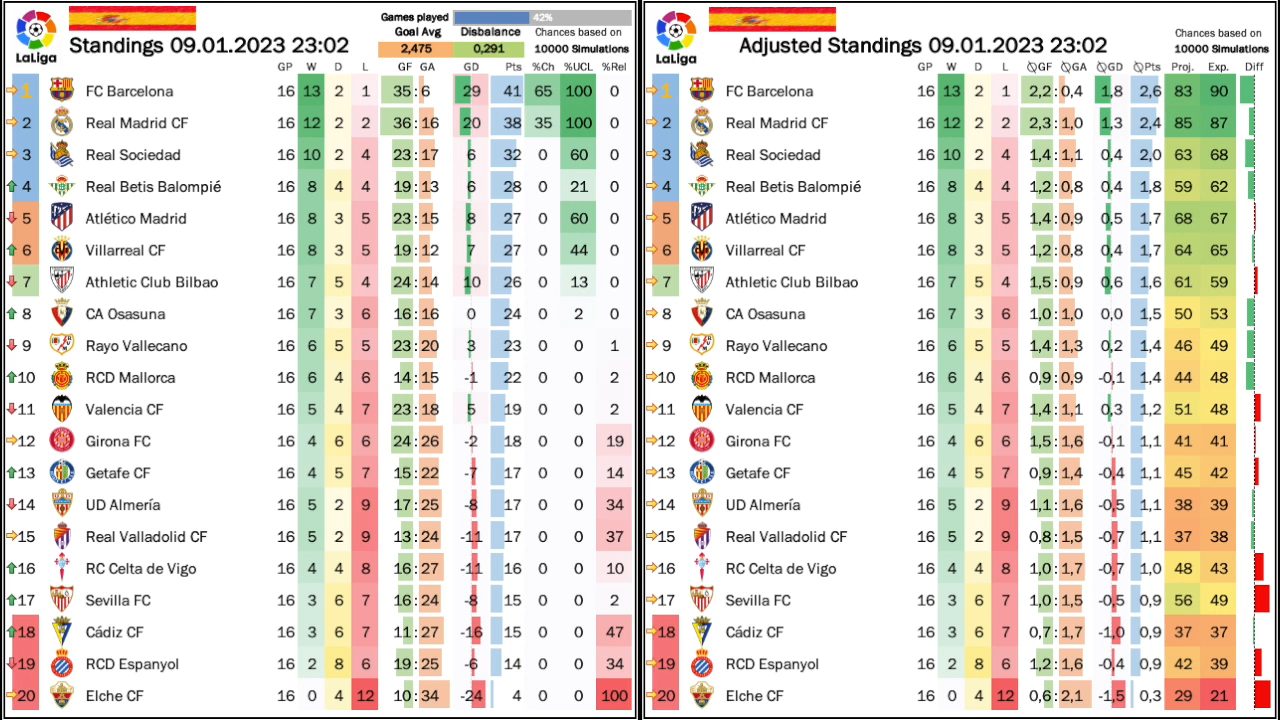 Games played 42%
Goal Avg Disbalance Chances based on
LaLiga Standings 09.01.2023 23:02 2,475 0,291 10000 Simulations
GP W D L GF GA GD Pts %Ch %UCL %Rel
1 FC Barcelona 16 13 2 1 35 : 6 29 41 65 100 0
2 Real Madrid CF 16 12 2 2 36 : 16 20 38 35 100 0
3 Real Sociedad 16 10 2 4 23 : 17 6 32 0 60 0
4 Real Betis Balompié 16 8 4 4 19 : 13 6 28 0 21 0
5 Atlético Madrid 16 8 3 5 23 : 15 8 27 0 60 0
6 Villarreal CF 16 8 3 5 19 : 12 7 27 0 44 0
7 Athletic Club Bilbao 16 7 5 4 24 : 14 10 26 0 13 0
8 CA Osasuna 16 7 3 6 16 : 16 0 24 0 2 0
9 Rayo Vallecano 16 6 5 5 23 : 20 3 23 0 0 1
10 RCD Mallorca 16 6 4 6 14 : 15 -1 22 0 0 2
11 Valencia CF 16 5 4 7 23 : 18 5 19 0 0 2
12 Girona FC 16 4 6 6 24 : 26 -2 18 0 0 19
13 Getafe CF 16 4 5 7 15 : 22 -7 17 0 0 14
14 UD Almería 16 5 2 9 17 : 25 -8 17 0 0 34
15 Real Valladolid CF 16 5 2 9 13 : 24 -11 17 0 0 37
16 RC Celta de Vigo 16 4 4 8 16 : 27 -11 16 0 0 10
17 Sevilla FC 16 3 6 7 16 : 24 -8 15 0 0 2
18 Cádiz CF 16 3 6 7 11 : 27 -16 15 0 0 47
19 RCD Espanyol 16 2 8 6 19 : 25 -6 14 0 0 34
20 Elche CF 16 0 4 12 10 : 34 -24 4 0 0 100
Chances based on
LaLiga Adjusted Standings 09.01.2023 23:02 10000 Simulations
GP W D L ∅GF ∅GA ∅GD ∅Pts Proj. Exp. Diff
1 FC Barcelona 16 13 2 1 2,2 : 0,4 1,8 2,6 83 90
2 Real Madrid CF 16 12 2 2 2,3 : 1,0 1,3 2,4 85 87
3 Real Sociedad 16 10 2 4 1,4 : 1,1 0,4 2,0 63 68
4 Real Betis Balompié 16 8 4 4 1,2 : 0,8 0,4 1,8 59 62
5 Atlético Madrid 16 8 3 5 1,4 : 0,9 0,5 1,7 68 67
6 Villarreal CF 16 8 3 5 1,2 : 0,8 0,4 1,7 64 65
7 Athletic Club Bilbao 16 7 5 4 1,5 : 0,9 0,6 1,6 61 59
8 CA Osasuna 16 7 3 6 1,0 : 1,0 0,0 1,5 50 53
9 Rayo Vallecano 16 6 5 5 1,4 : 1,3 0,2 1,4 46 49
10 RCD Mallorca 16 6 4 6 0,9 : 0,9 -0,1 1,4 44 48
11 Valencia CF 16 5 4 7 1,4 : 1,1 0,3 1,2 51 48
12 Girona FC 16 4 6 6 1,5 : 1,6 -0,1 1,1 41 41
13 Getafe CF 16 4 5 7 0,9 : 1,4 -0,4 1,1 45 42
14 UD Almería 16 5 2 9 1,1 : 1,6 -0,5 1,1 38 39
15 Real Valladolid CF 16 5 2 9 0,8 : 1,5 -0,7 1,1 37 38
16 RC Celta de Vigo 16 4 4 8 1,0 : 1,7 -0,7 1,0 48 43
17 Sevilla FC 16 3 6 7 1,0 : 1,5 -0,5 0,9 56 49
18 Cádiz CF 16 3 6 7 0,7 : 1,7 -1,0 0,9 37 37
19 RCD Espanyol 16 2 8 6 1,2 : 1,6 -0,4 0,9 42 39
20 Elche CF 16 0 4 12 0,6 : 2,1 -1,5 0,3 29 21